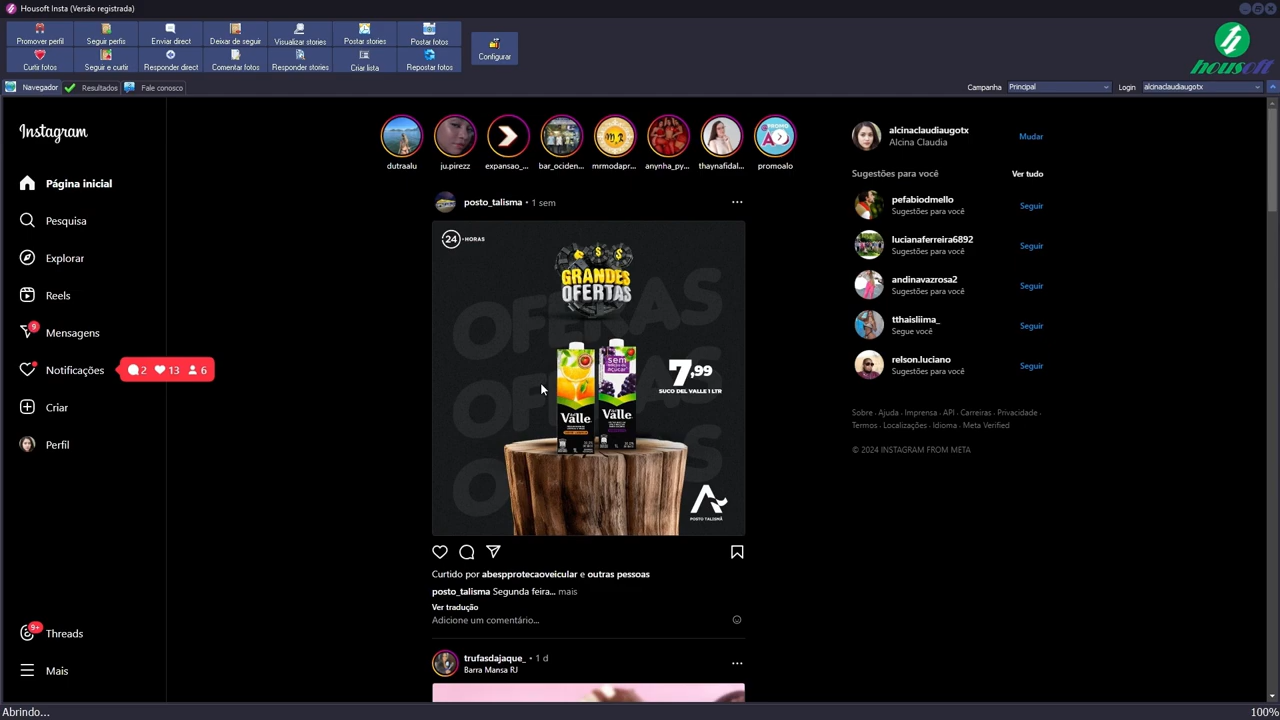 Housoft Insta (Versão registrada)
Promover perfil
Seguir perfis
Enviar direct
Deixar de seguir
Visualizar stories
Postar stories
Postar fotos
Curtir fotos
Seguir e curtir
Responder direct
Comentar fotos
Responder stories
Criar lista
Repostar fotos
Configurar
housoft
Navegador
Resultados
Fale conosco
Campanha
Principal
Login
alcinaclaudiaugotx
Instagram
Página inicial
Pesquisa
Explorar
Reels
9
Mensagens
Notificações
2 13 6
Criar
Perfil
9+
Threads
Mais
dutraalu
ju.pirezz
expansao_...
bar_ociden...
mrmodapr...
anynha_py...
thaynafidal...
promoalo
posto_talisma • 1 sem
24 HORAS
GRANDES
OFERTAS
OFERTAS
sem
Valle
Valle
7,99
SUCO DEL VALLE 1 LTR
POSTO TALISMÃ
Curtido por abespprotecaoveicular e outras pessoas
posto_talisma Segunda feira... mais
Ver tradução
Adicione um comentário...
trufasdajaque_ • 1 d
Barra Mansa RJ
alcinaclaudiaugotx
Alcina Claudia
Mudar
Sugestões para você
Ver tudo
pefabiodmello
Sugestões para você
Seguir
lucianaferreira6892
Sugestões para você
Seguir
andinavazrosa2
Sugestões para você
Seguir
tthaisliima_
Segue você
Seguir
relson.luciano
Sugestões para você
Seguir
Sobre · Ajuda · Imprensa · API · Carreiras · Privacidade ·
Termos · Localizações · Idioma · Meta Verified
© 2024 INSTAGRAM FROM META
Abrindo...
100%